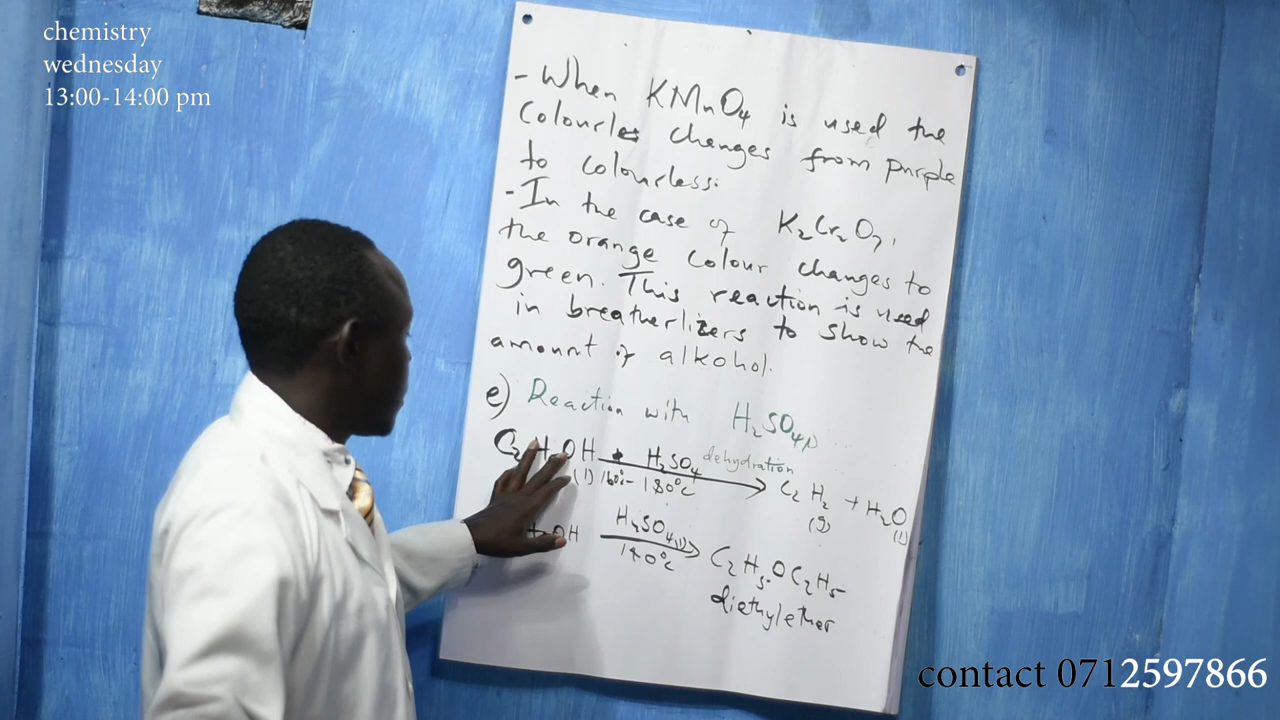 chemistry
wednesday
13:00-14:00 pm
- When KMnO4 is used the
colourles changes from purple
to colourless.
- In the case of K2Cr2O7,
the orange colour changes to
green. This reaction is used
in breatherlizers to show the
amount of alkohol.
e) Reaction with H2SO4
C2H OH H2SO4 dehydration C2H2 + H2O
(l) 160°- 180°C (g) (l)
OH H2SO4(l) C2H5OC2H5
°C
diethylether
contact 0712597866